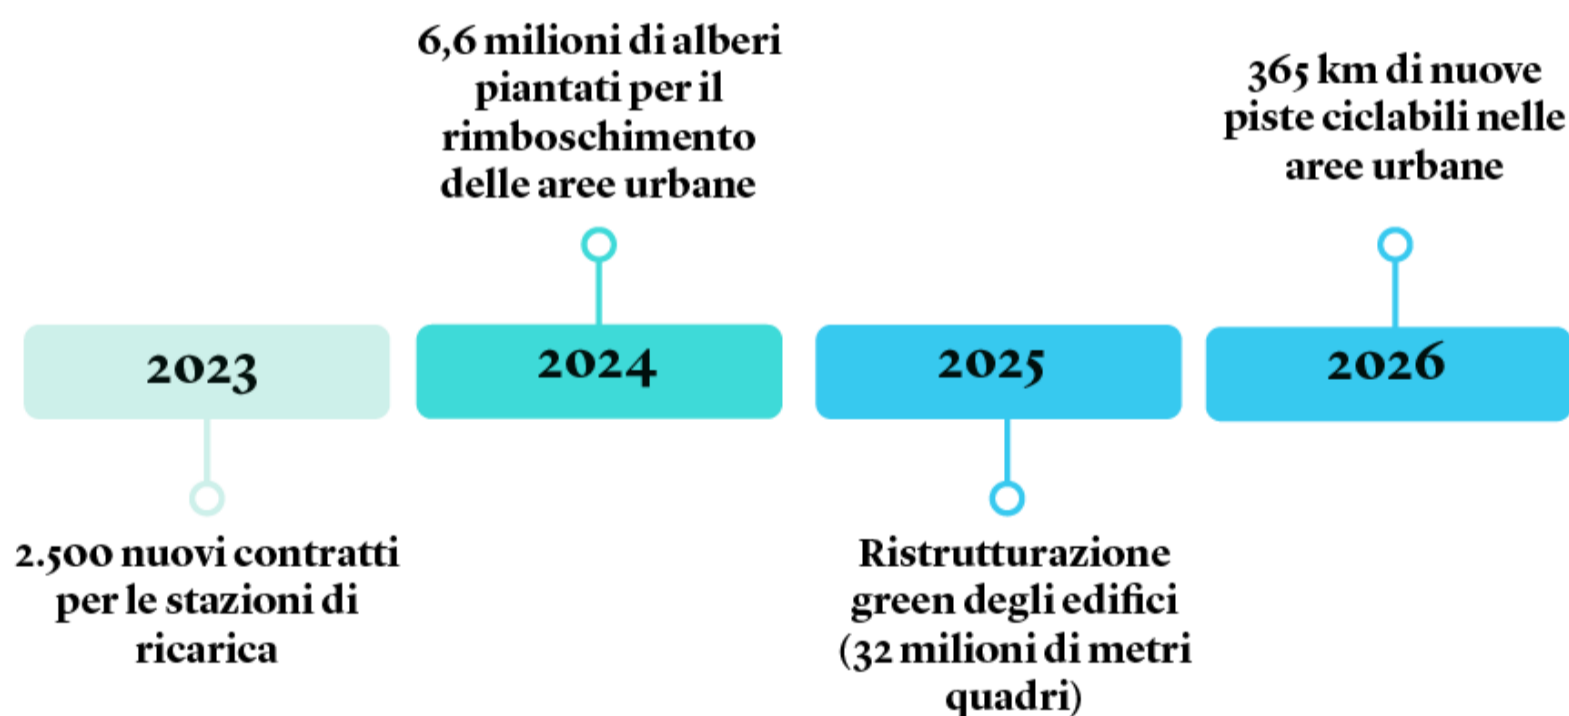 6,6 milioni di alberi
piantati per il
rimboschimento
delle aree urbane
365 km di nuove
piste ciclabili nelle
aree urbane
2023
2024
2025
2026
2.500 nuovi contratti
per le stazioni di
ricarica
Ristrutturazione
green degli edifici
(32 milioni di metri
quadri)